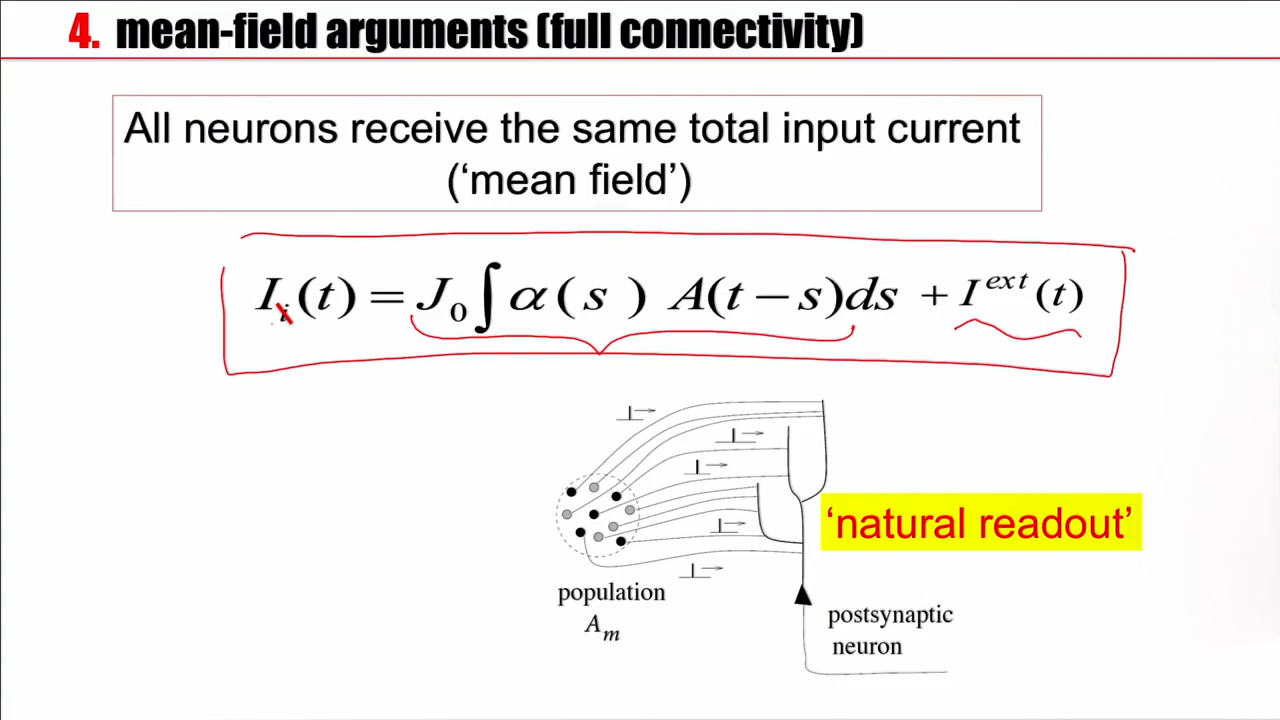 4. mean-field arguments (full connectivity)
All neurons receive the same total input current
(‘mean field’)
I_i(t) = J_0 ∫ α(s) A(t − s)ds + I^{ext}(t)
‘natural readout’
population
A_m
postsynaptic
neuron